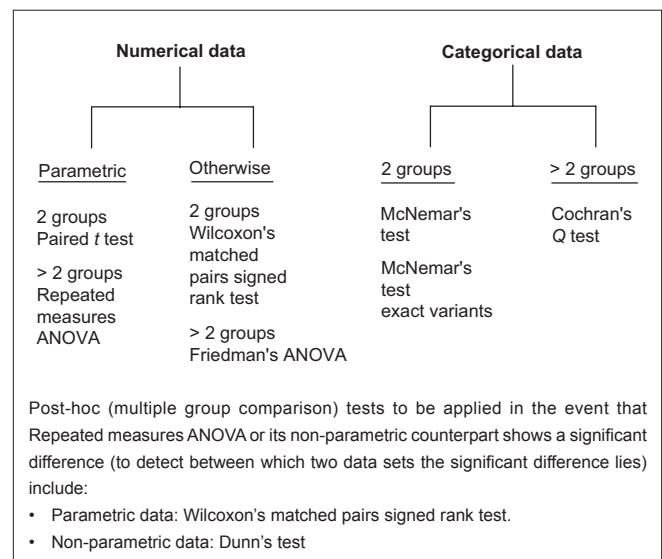 Numerical data
Categorical data
Parametric
Otherwise
2 groups
> 2 groups
2 groups
Paired t test
> 2 groups
Repeated
measures
ANOVA
2 groups
Wilcoxon's
matched
pairs signed
rank test
> 2 groups
Friedman's ANOVA
McNemar's
test
McNemar's
test
exact variants
Cochran's
Q test
Post-hoc (multiple group comparison) tests to be applied in the event that
Repeated measures ANOVA or its non-parametric counterpart shows a significant
difference (to detect between which two data sets the significant difference lies)
include:
• Parametric data: Wilcoxon’s matched pairs signed rank test.
• Non-parametric data: Dunn’s test